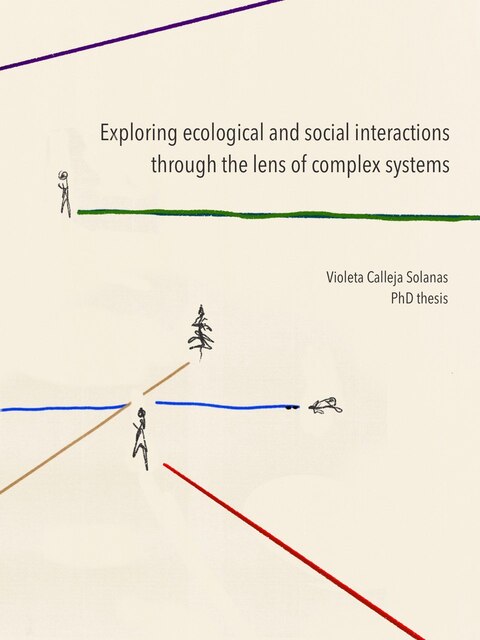 Exploring ecological and social interactions
through the lens of complex systems
Violeta Calleja Solanas
PhD thesis